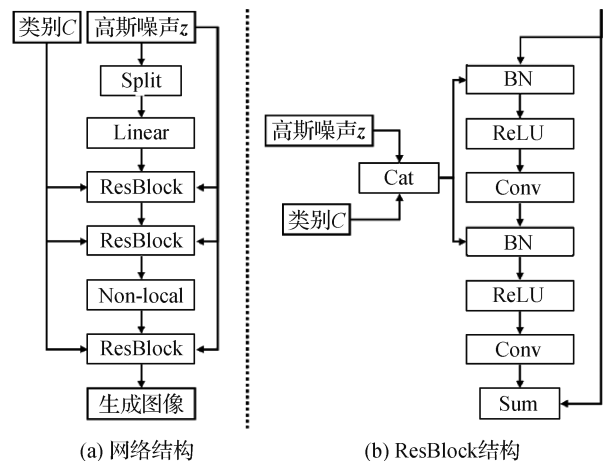 类别C
高斯噪声z
Split
Linear
ResBlock
ResBlock
Non-local
ResBlock
生成图像
(a) 网络结构
高斯噪声z
类别C
Cat
BN
ReLU
Conv
BN
ReLU
Conv
Sum
(b) ResBlock结构